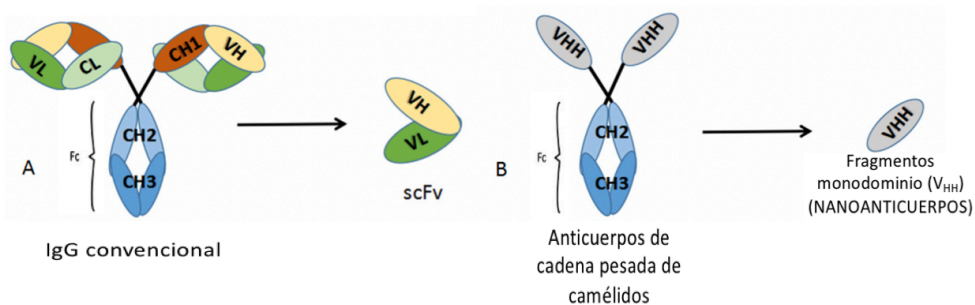 VL
CL
CH1
VH
CH2
CH3
Fc
A
IgG convencional
VH
VL
scFv
B
VHH
VHH
CH2
CH3
Fc
Anticuerpos de
cadena pesada de
camélidos
VHH
Fragmentos
monodominio (VHH)
(NANOANTICUERPOS)